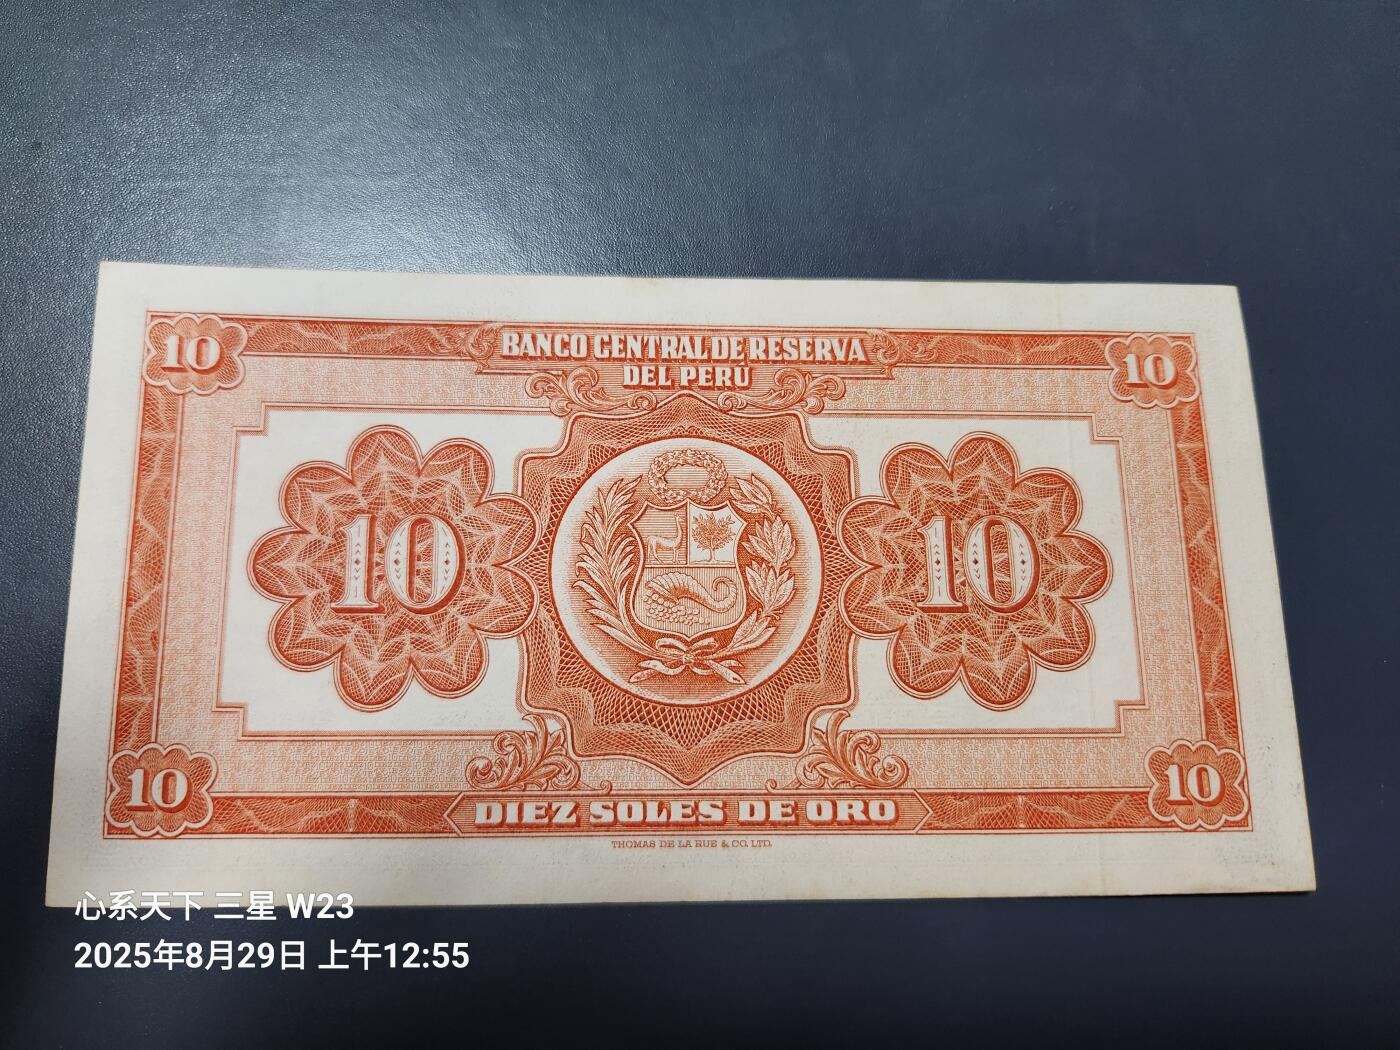 10
BANCO CENTRAL DE RESERVA
DEL PERÚ
10
10
10
10
DIEZ SOLES DE ORO
10
THOMAS DE LA RUE & CO. LTD.
心系天下 三星 W23
2025年8月29日 上午12:55